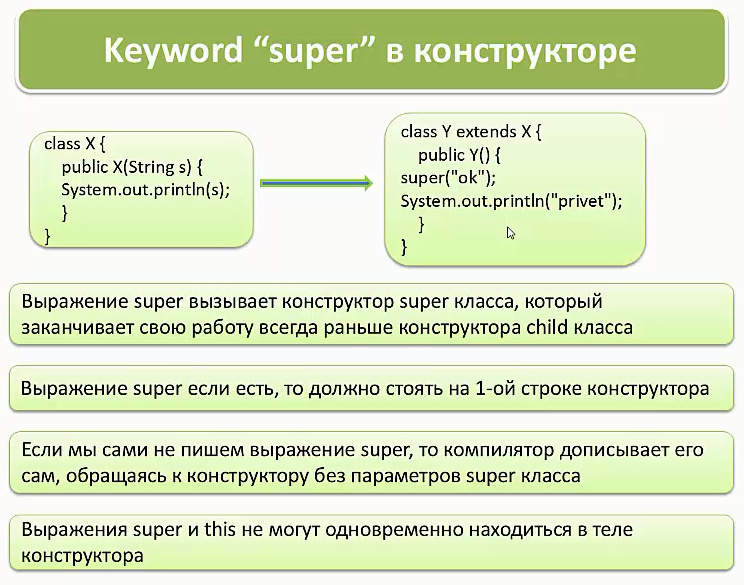 Keyword “super” в конструкторе
class X {
public X(String s) {
System.out.println(s);
}
}
class Y extends X {
public Y() {
super("ok");
System.out.println("privet");
}
}
Выражение super вызывает конструктор super класса, который
заканчивает свою работу всегда раньше конструктора child класса
Выражение super если есть, то должно стоять на 1-ой строке конструктора
Если мы сами не пишем выражение super, то компилятор дописывает его
сам, обращаясь к конструктору без параметров super класса
Выражения super и this не могут одновременно находиться в теле
конструктора